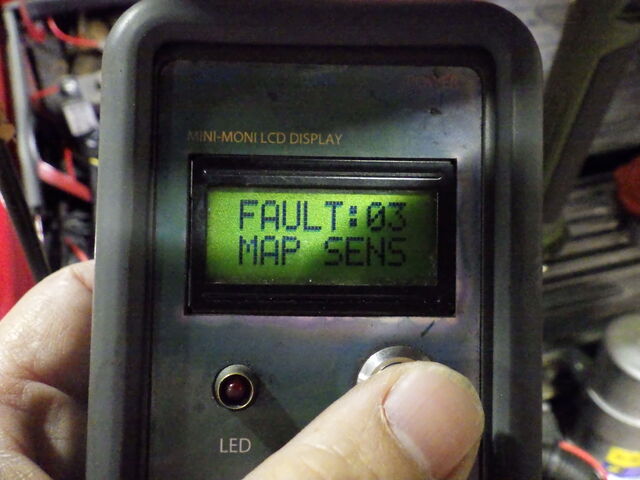 MINI-MONI LCD DISPLAY
FAULT:03
MAP SENS
LED